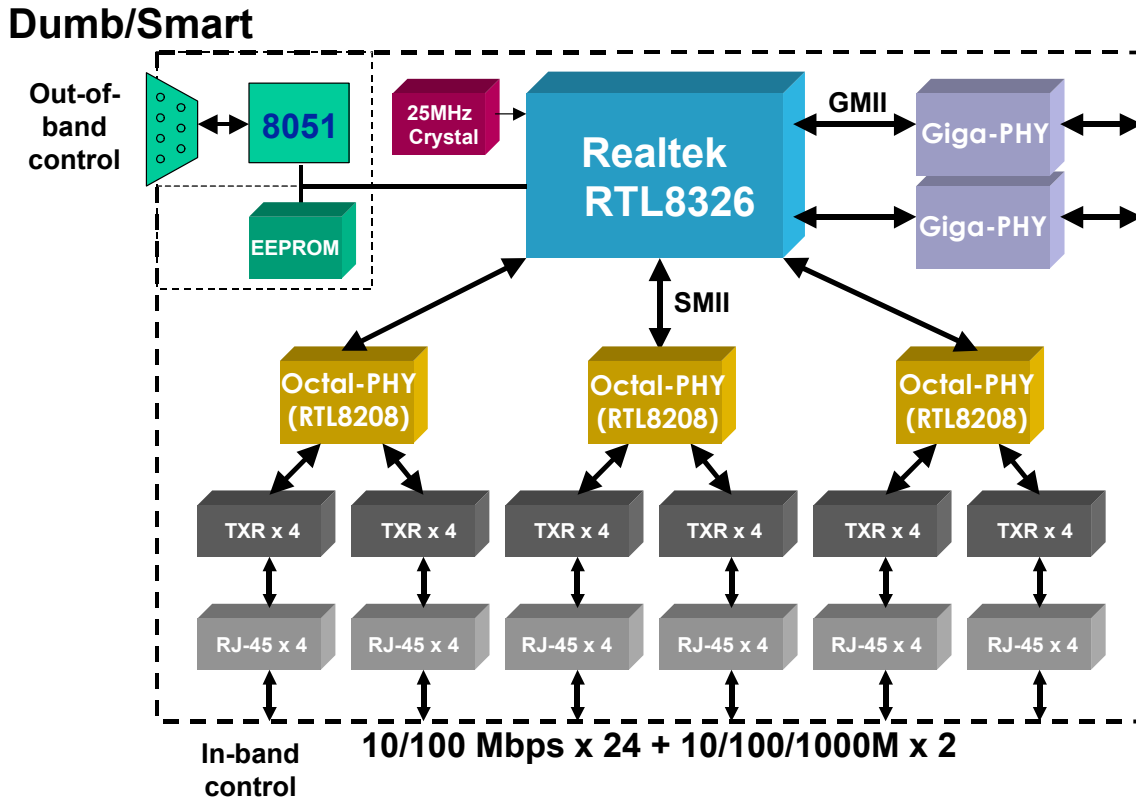 Dumb/Smart
Out-of-
band
control
8051
EEPROM
25MHz
Crystal
Realtek
RTL8326
GMII
Giga-PHY
Giga-PHY
SMII
Octal-PHY
(RTL8208)
Octal-PHY
(RTL8208)
Octal-PHY
(RTL8208)
TXR x 4
TXR x 4
TXR x 4
TXR x 4
TXR x 4
TXR x 4
RJ-45 x 4
RJ-45 x 4
RJ-45 x 4
RJ-45 x 4
RJ-45 x 4
RJ-45 x 4
In-band
control
10/100 Mbps x 24 + 10/100/1000M x 2